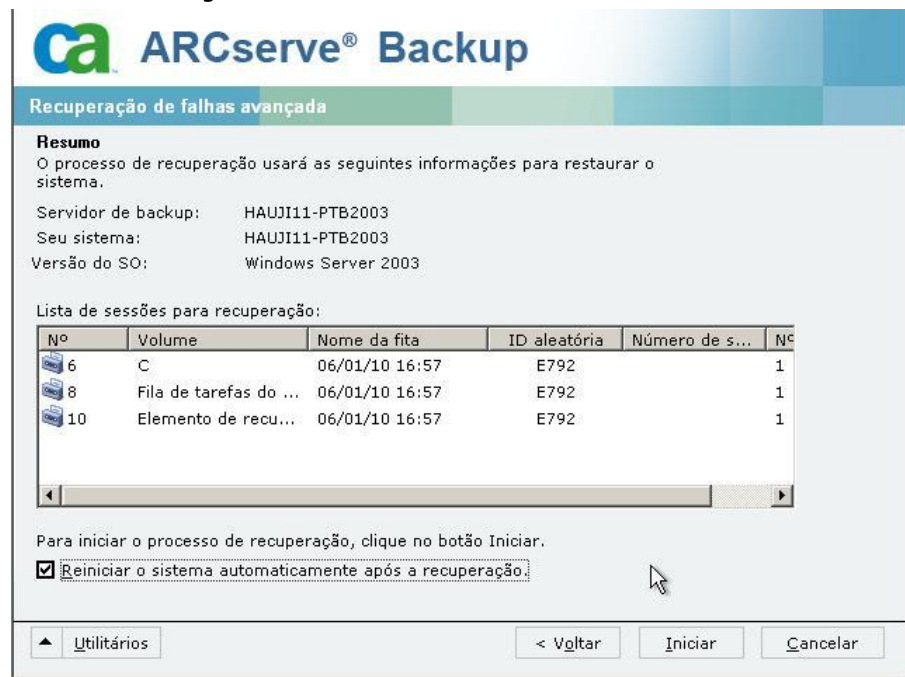 ca ARCserve® Backup
Recuperação de falhas avançada
Resumo
O processo de recuperação usará as seguintes informações para restaurar o
sistema.
Servidor de backup: HAUJI11-PTB2003
Seu sistema: HAUJI11-PTB2003
Versão do SO: Windows Server 2003
Lista de sessões para recuperação:
Nº Volume Nome da fita ID aleatória Número de s... Nº
6 C 06/01/10 16:57 E792 1
8 Fila de tarefas do ... 06/01/10 16:57 E792 1
10 Elemento de recu... 06/01/10 16:57 E792 1
Para iniciar o processo de recuperação, clique no botão Iniciar.
Reiniciar o sistema automaticamente após a recuperação.
Utilitários < Voltar Iniciar Cancelar